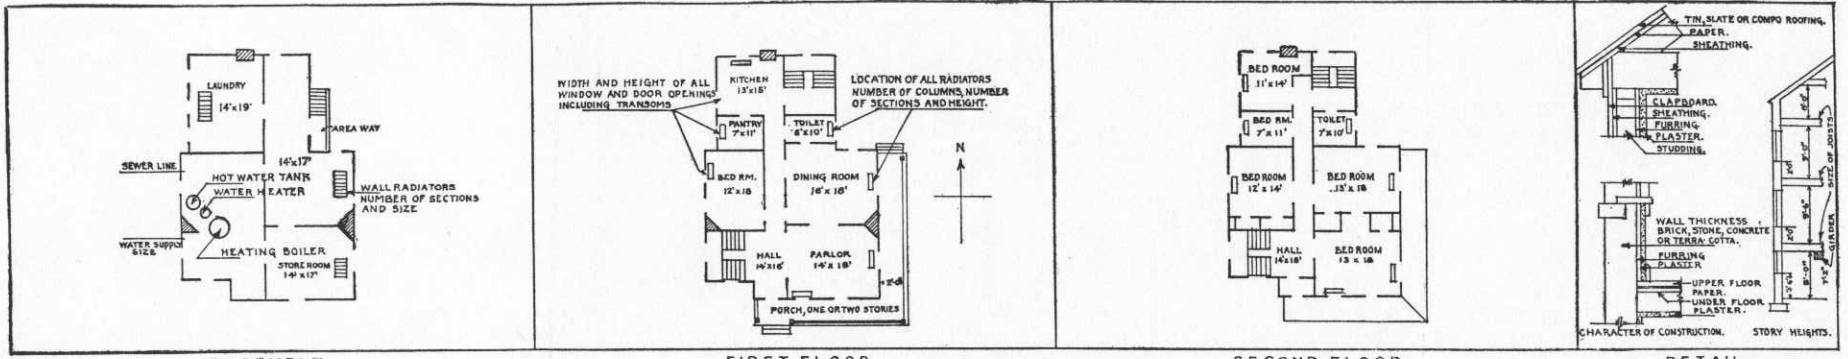 LAUNDRY
14'x19'
AREA WAY
14'x17'
SEWER LINE
HOT WATER TANK
WATER HEATER
WALL RADIATORS
NUMBER OF SECTIONS
AND SIZE
WATER SUPPLY
SIZE
HEATING BOILER
STORE ROOM
14'x17'
WIDTH AND HEIGHT OF ALL
WINDOW AND DOOR OPENINGS
INCLUDING TRANSOMS
KITCHEN
13'x15'
LOCATION OF ALL RADIATORS
NUMBER OF COLUMNS, NUMBER
OF SECTIONS AND HEIGHT.
PANTRY
7'x11'
TOILET
N
BED RM.
12'x18
DINING ROOM
16'x18'
HALL
14'x18'
PARLOR
14'x18'
PORCH, ONE OR TWO STORIES
BED ROOM
11'x14'
BED RM.
7'x11'
TOILET
7'x10'
BED ROOM
12'x14'
BED ROOM
13'x18
HALL
14'x18'
BED ROOM
13 x 18
TIN, SLATE OR COMPO ROOFING.
PAPER.
SHEATHING.
CLAPBOARD.
SHEATHING.
FURRING.
PLASTER.
STUDDING.
WALL THICKNESS
BRICK, STONE, CONCRETE
OR TERRA-COTTA.
FURRING
PLASTER
UPPER FLOOR
PAPER.
UNDER FLOOR
PLASTER.
SIZE OF JOISTS
GIRDER
9'-0"
9'-6"
8'-0"
CHARACTER OF CONSTRUCTION.
STORY HEIGHTS.
FIRST FLOOR
SECOND FLOOR
DETAIL